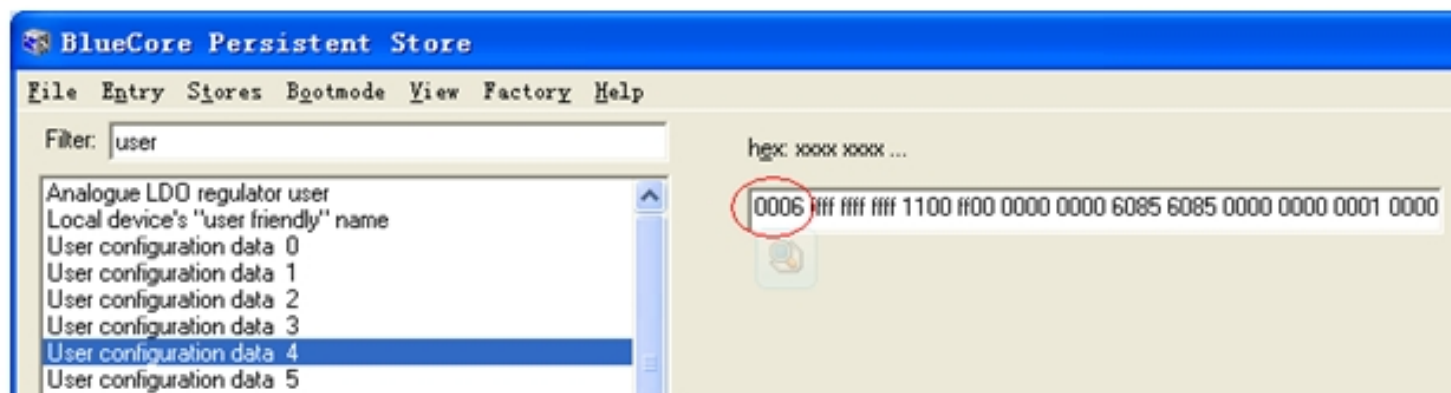 BlueCore Persistent Store
File Entry Stores Bootmode View Factory Help
Filter: user
hex: xxxx xxxx ...
Analogue LDO regulator user
Local device's "user friendly" name
User configuration data 0
User configuration data 1
User configuration data 2
User configuration data 3
User configuration data 4
User configuration data 5
0006 ffff ffff ffff 1100 ff00 0000 0000 6085 6085 0000 0000 0001 0000